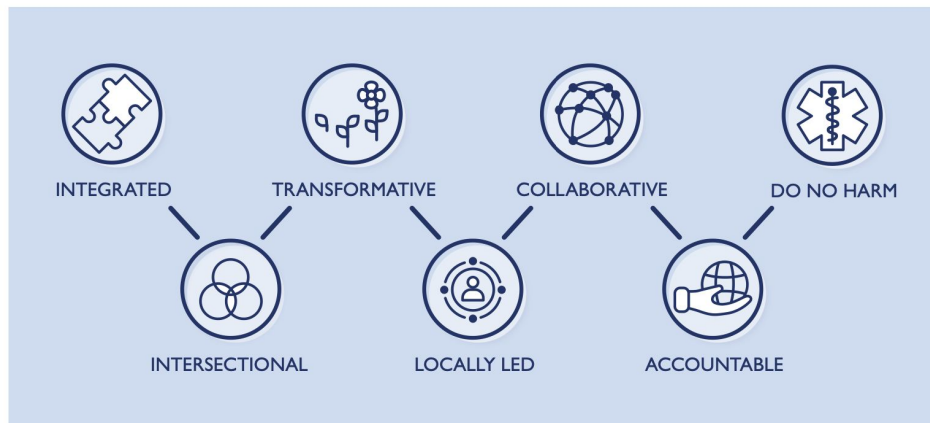 INTEGRATED
TRANSFORMATIVE
COLLABORATIVE
DO NO HARM
INTERSECTIONAL
LOCALLY LED
ACCOUNTABLE